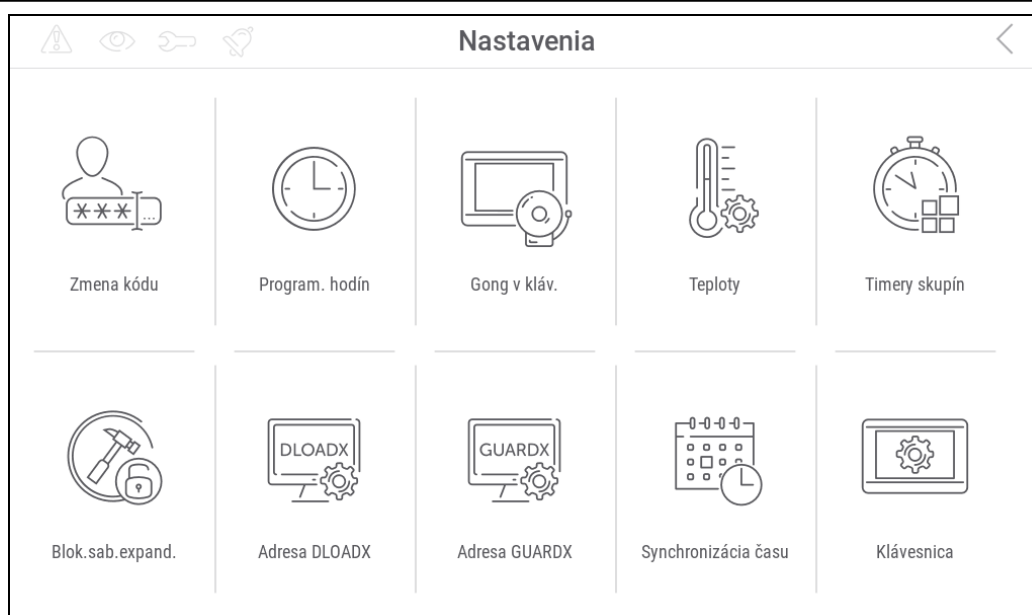 Nastavenia
Zmena kódu
Program. hodín
Gong v kláv.
Teploty
Timery skupín
***
...
DLOADX
GUARDX
Blok.sab.expand.
Adresa DLOADX
Adresa GUARDX
Synchronizácia času
Klávesnica